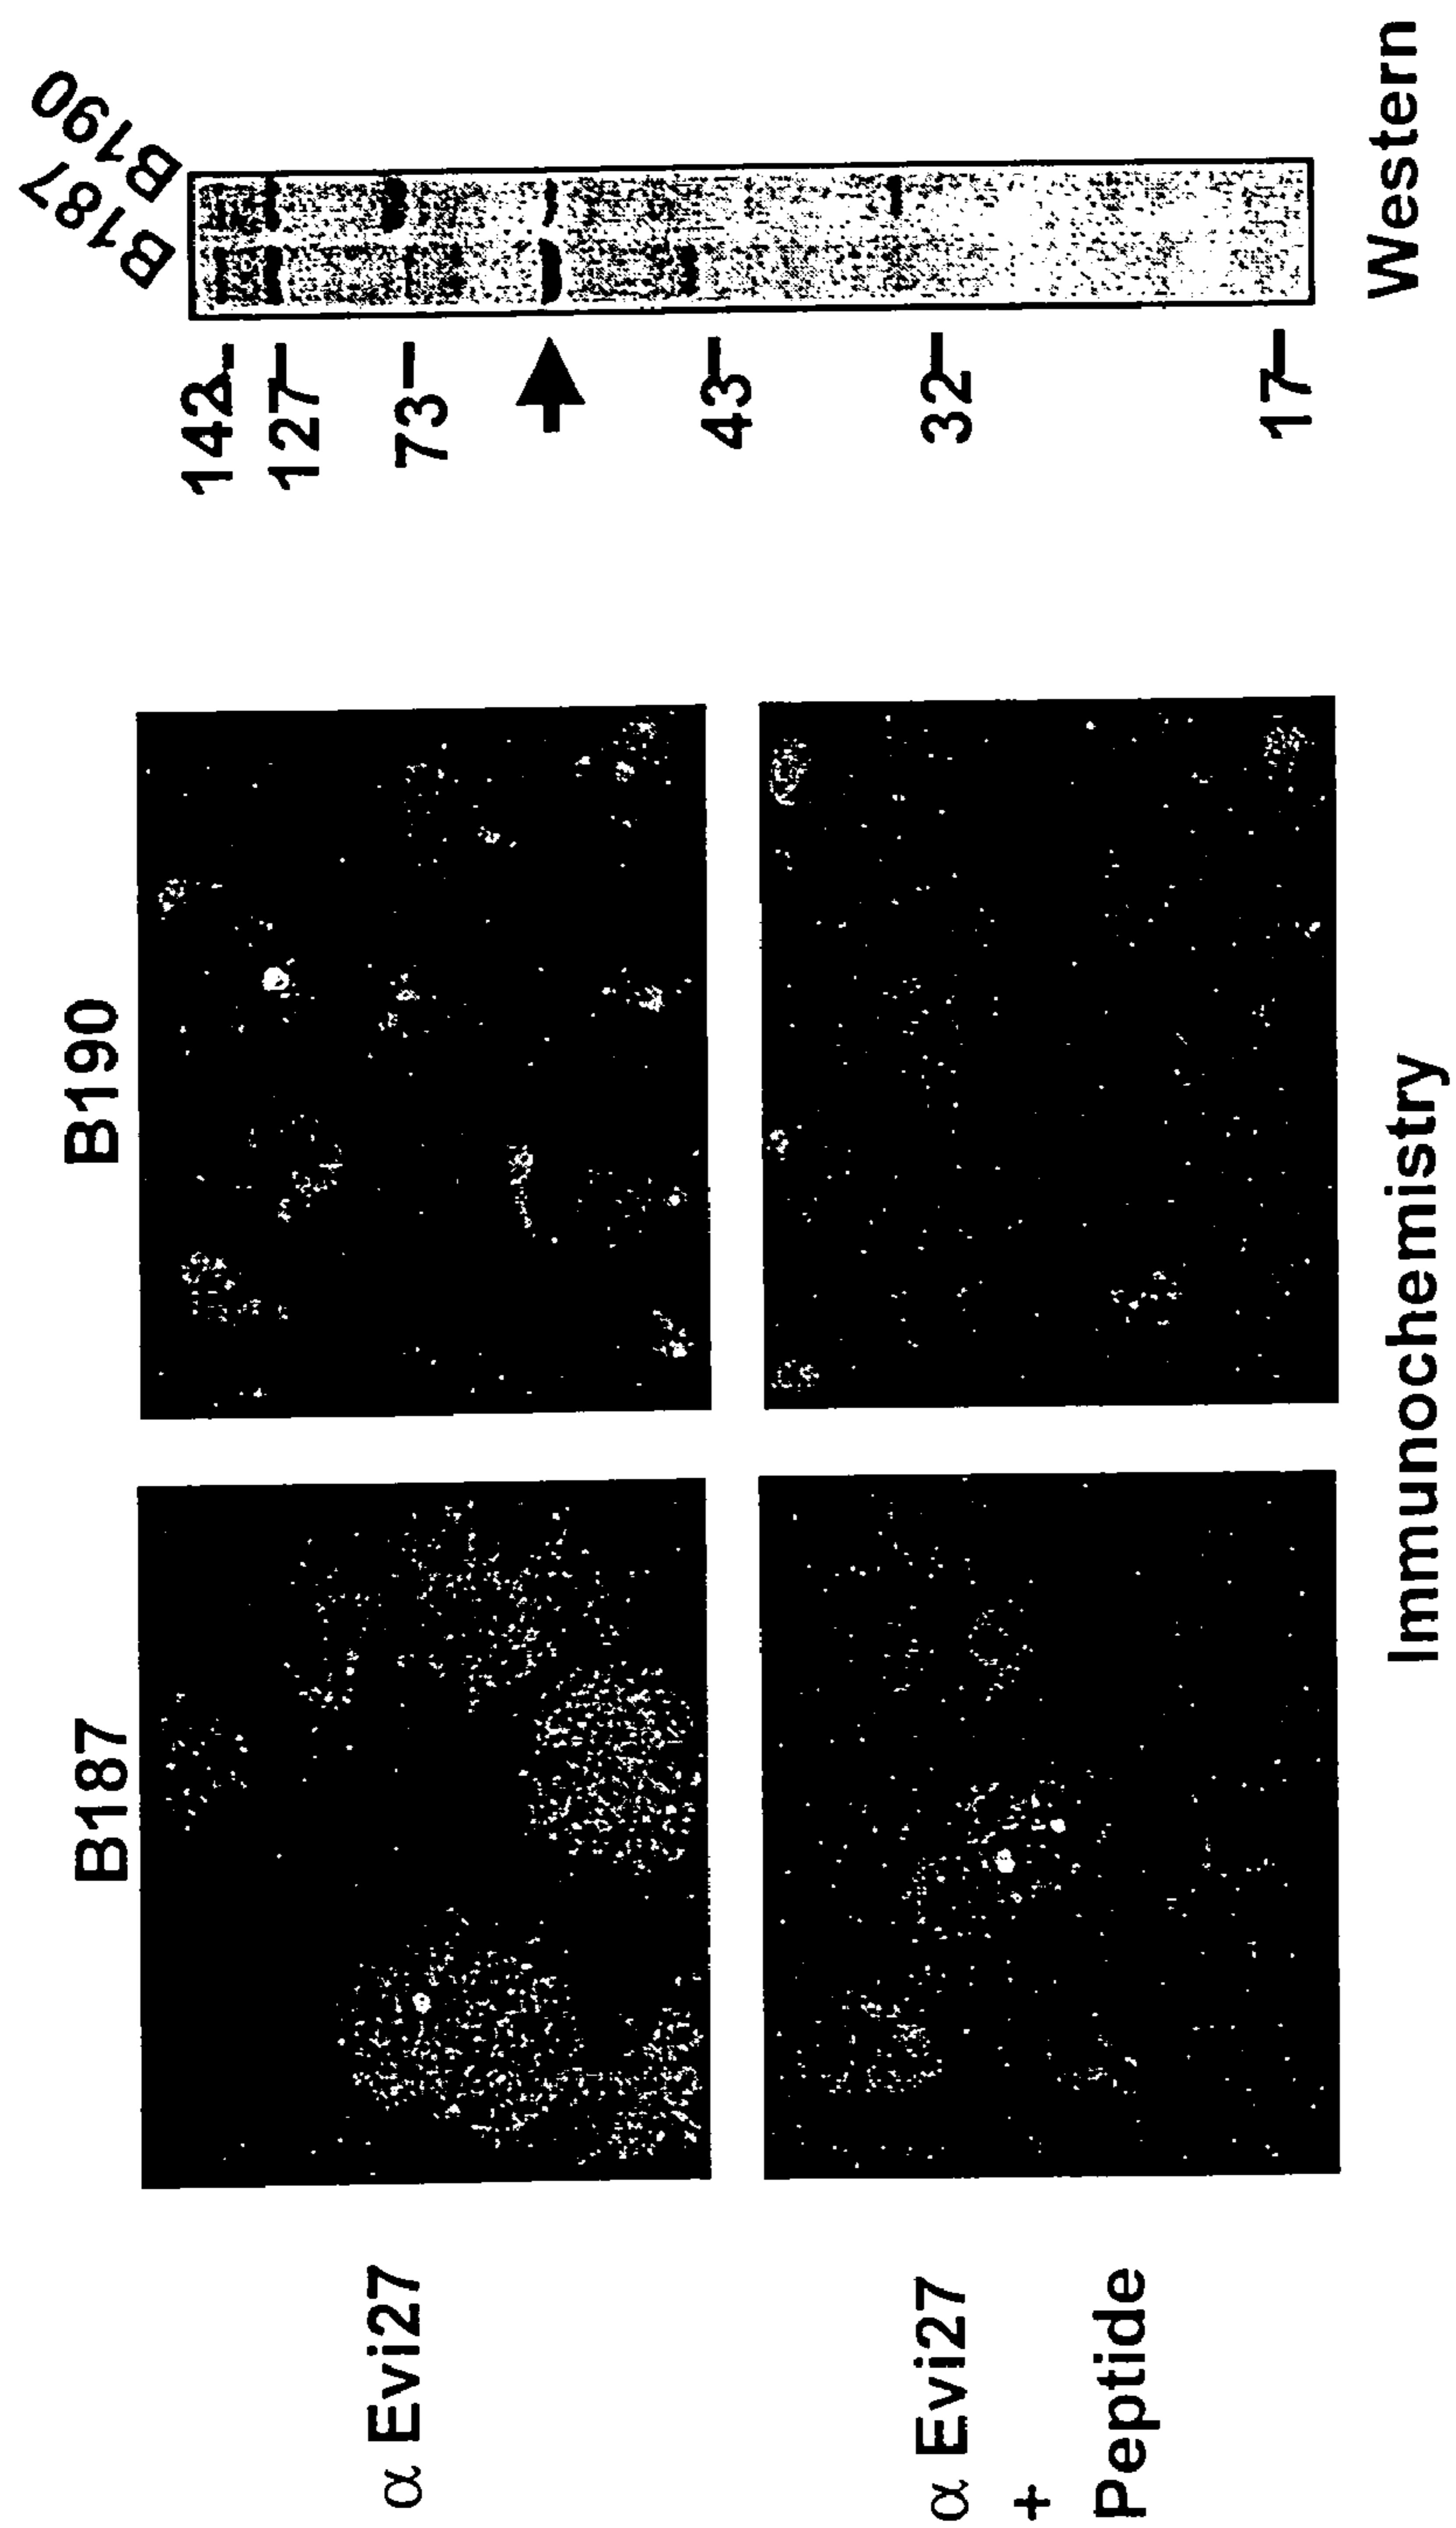 B187
B190
α Evi27
α Evi27
+
Peptide
Immunochemistry
B187
B190
142
127
73
43
32
17
Western